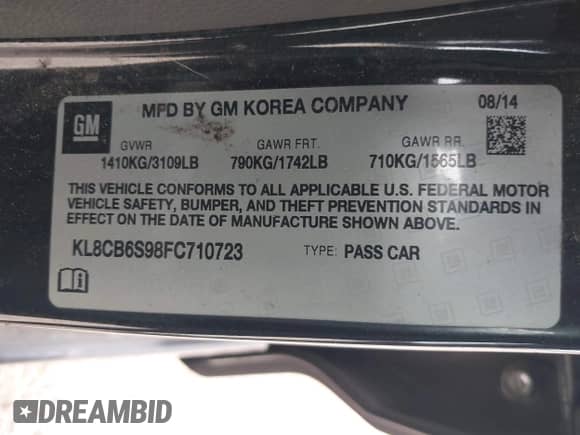 GM
MFD BY GM KOREA COMPANY 08/14
GVWR GAWR FRT. GAWR RR.
1410KG/3109LB 790KG/1742LB 710KG/1565LB
THIS VEHICLE CONFORMS TO ALL APPLICABLE U.S. FEDERAL MOTOR
VEHICLE SAFETY, BUMPER, AND THEFT PREVENTION STANDARDS IN
EFFECT ON THE DATE OF MANUFACTURE SHOWN ABOVE.
KL8CB6S98FC710723 TYPE: PASS CAR
DREAMBID